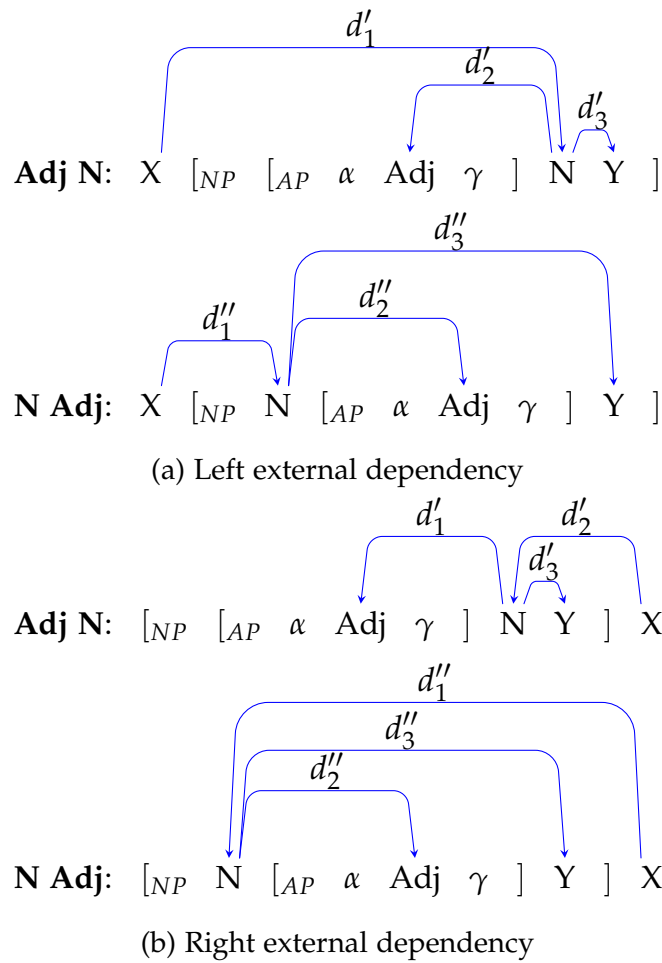 d′₁
d′₂
d′₃
Adj N: X [NP [AP α Adj γ ] N Y ]
d″₃
d″₂
d″₁
N Adj: X [NP N [AP α Adj γ ] Y ]
(a) Left external dependency
d′₁ d′₂
d′₃
Adj N: [NP [AP α Adj γ ] N Y ] X
d″₁
d″₃
d″₂
N Adj: [NP N [AP α Adj γ ] Y ] X
(b) Right external dependency